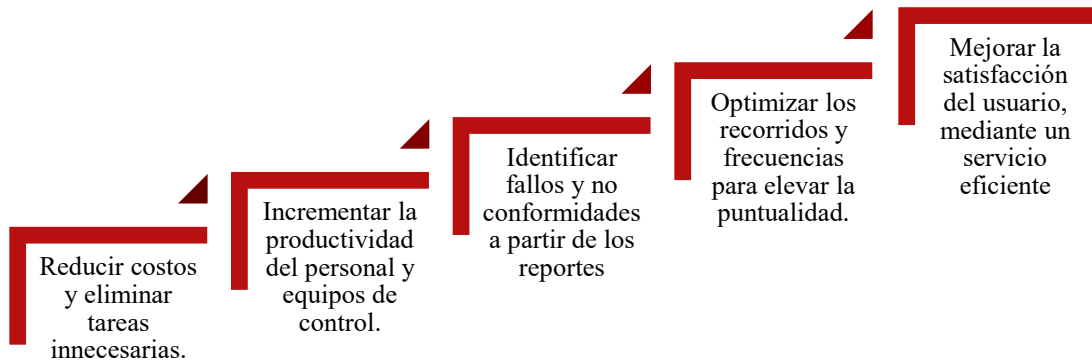 Reducir costos
y eliminar
tareas
innecesarias.
Incrementar la
productividad
del personal y
equipos de
control.
Identificar
fallos y no
conformidades
a partir de los
reportes
Optimizar los
recorridos y
frecuencias
para elevar la
puntualidad.
Mejorar la
satisfacción
del usuario,
mediante un
servicio
eficiente